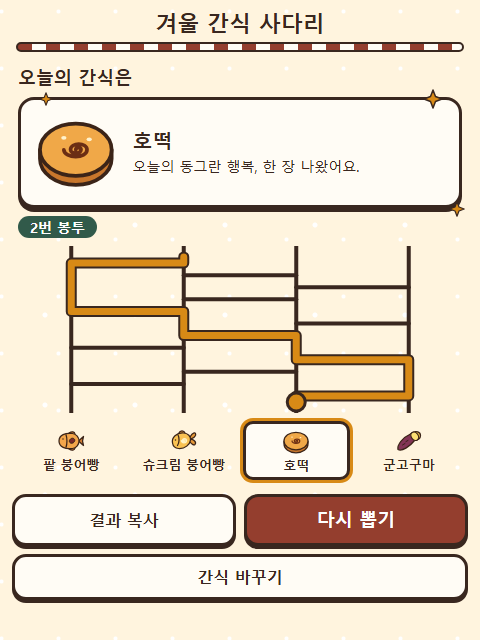 겨울 간식 사다리
오늘의 간식은
호떡
오늘의 동그란 행복, 한 장 나왔어요.
2번 봉투
팥 붕어빵
슈크림 붕어빵
호떡
군고구마
결과 복사
다시 뽑기
간식 바꾸기